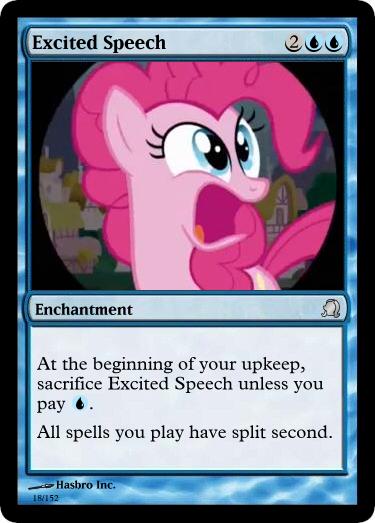 Excited Speech 2
Enchantment
At the beginning of your upkeep,
sacrifice Excited Speech unless you
pay .
All spells you play have split second.
Hasbro Inc.
18/152